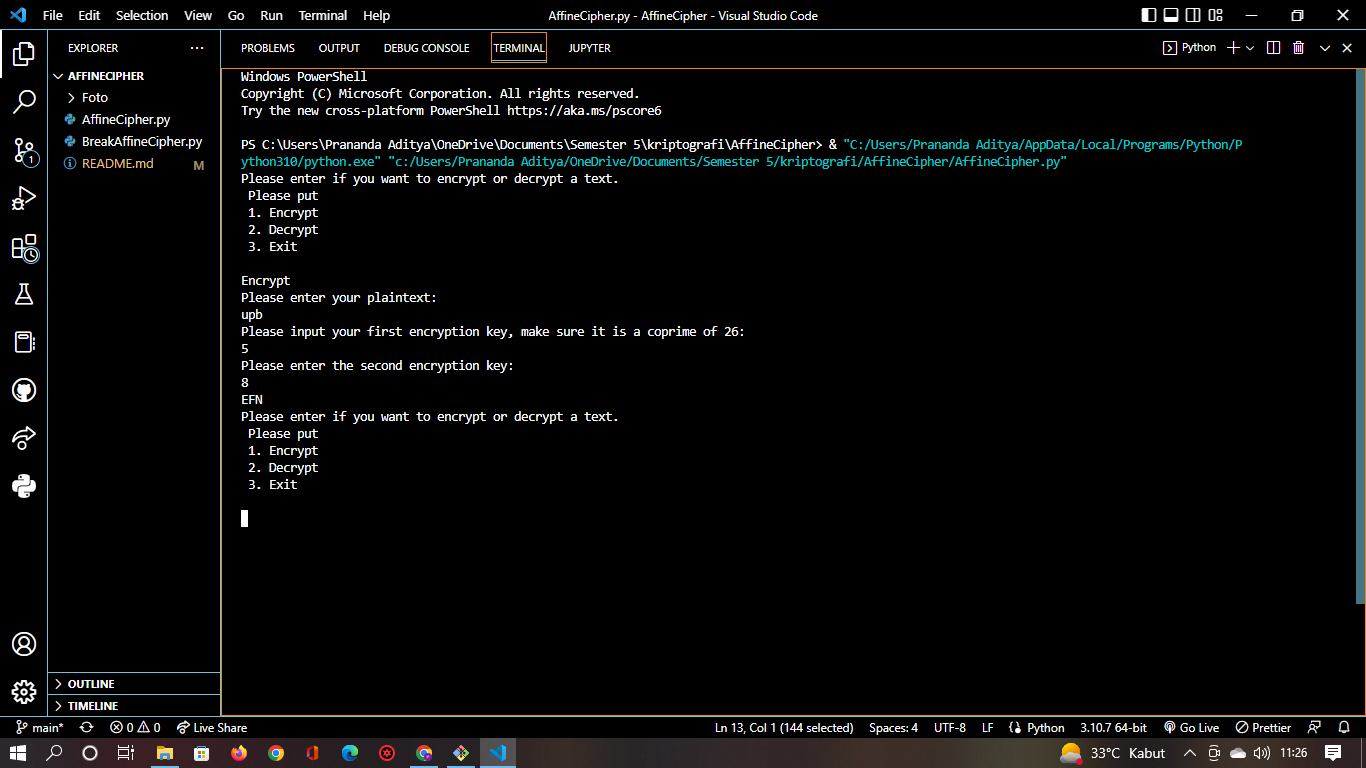 File Edit Selection View Go Run Terminal Help AffineCipher.py - AffineCipher - Visual Studio Code
EXPLORER
AFFINECIPHER
Foto
AffineCipher.py
BreakAffineCipher.py
README.md M
1
OUTLINE
TIMELINE
PROBLEMS OUTPUT DEBUG CONSOLE TERMINAL JUPYTER Python
Windows PowerShell
Copyright (C) Microsoft Corporation. All rights reserved.
Try the new cross-platform PowerShell https://aka.ms/pscore6
PS C:\Users\Prananda Aditya\OneDrive\Documents\Semester 5\kriptografi\AffineCipher> & "C:/Users/Prananda Aditya/AppData/Local/Programs/Python/P
ython310/python.exe" "c:/Users/Prananda Aditya/OneDrive/Documents/Semester 5/kriptografi/AffineCipher/AffineCipher.py"
Please enter if you want to encrypt or decrypt a text.
Please put
1. Encrypt
2. Decrypt
3. Exit
Encrypt
Please enter your plaintext:
upb
Please input your first encryption key, make sure it is a coprime of 26:
5
Please enter the second encryption key:
8
EFN
Please enter if you want to encrypt or decrypt a text.
Please put
1. Encrypt
2. Decrypt
3. Exit
main* 0 0 Live Share Ln 13, Col 1 (144 selected) Spaces: 4 UTF-8 LF Python 3.10.7 64-bit Go Live Prettier
33°C Kabut 11:26